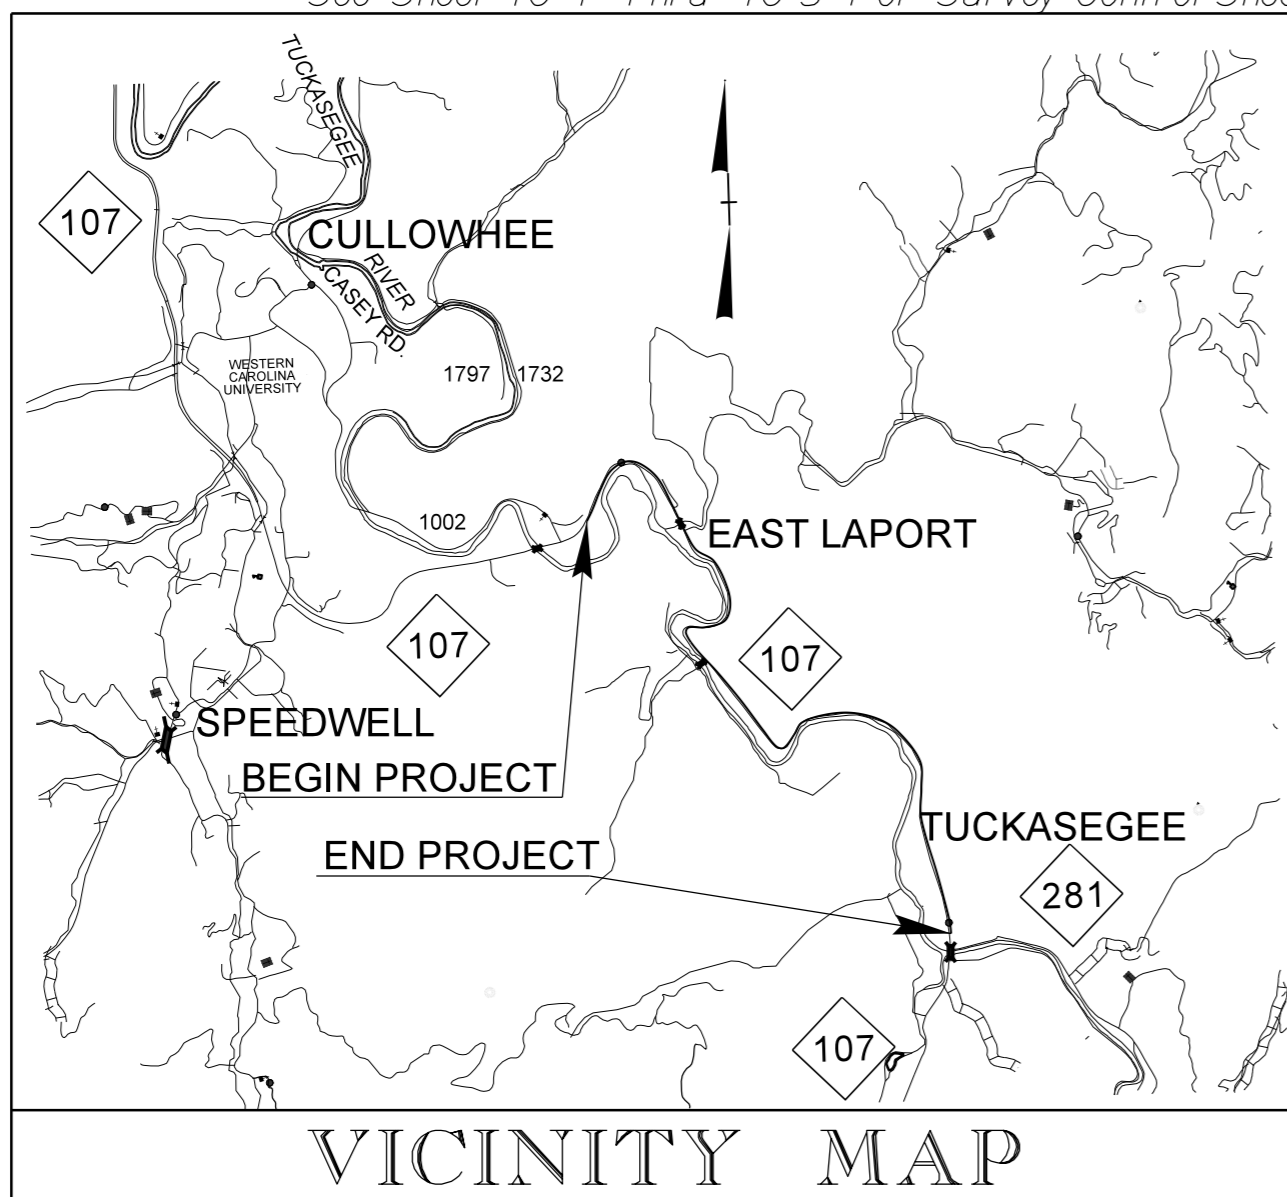 TUCKASEGEE
107
CULLOWHEE
RIVER
CASEY RD.
WESTERN
CAROLINA
UNIVERSITY
1797
1732
1002
EAST LAPORT
107
107
SPEEDWELL
BEGIN PROJECT
TUCKASEGEE
END PROJECT
281
107
VICINITY MAP